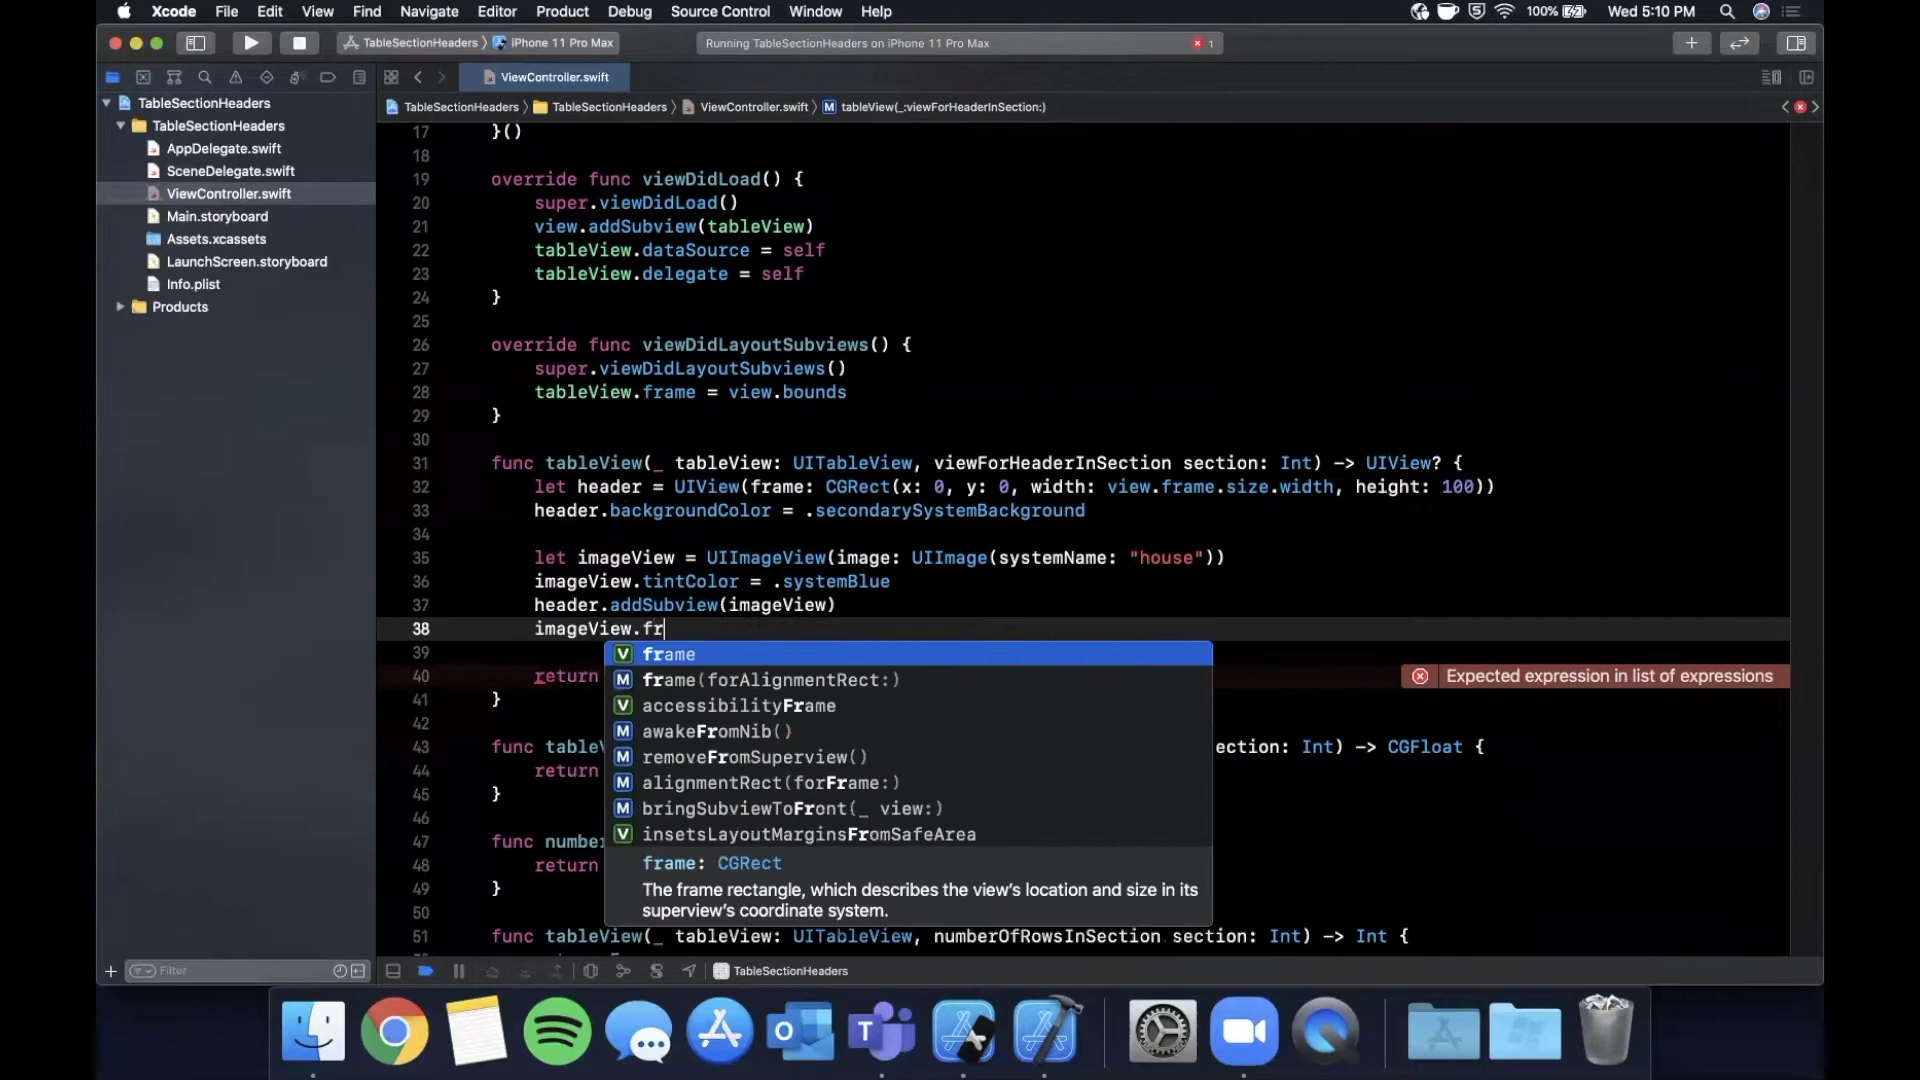 Xcode File Edit View Find Navigate Editor Product Debug Source Control Window Help 100% Wed 5:10 PM
TableSectionHeaders 〉 iPhone 11 Pro Max
Running TableSectionHeaders on iPhone 11 Pro Max 1
ViewController.swift
TableSectionHeaders 〉 TableSectionHeaders 〉 ViewController.swift 〉 M tableView(_:viewForHeaderInSection:)
TableSectionHeaders
TableSectionHeaders
AppDelegate.swift
SceneDelegate.swift
ViewController.swift
Main.storyboard
Assets.xcassets
LaunchScreen.storyboard
Info.plist
Products
Filter
17 }()
18
19 override func viewDidLoad() {
20 super.viewDidLoad()
21 view.addSubview(tableView)
22 tableView.dataSource = self
23 tableView.delegate = self
24 }
25
26 override func viewDidLayoutSubviews() {
27 super.viewDidLayoutSubviews()
28 tableView.frame = view.bounds
29 }
30
31 func tableView(_ tableView: UITableView, viewForHeaderInSection section: Int) -> UIView? {
32 let header = UIView(frame: CGRect(x: 0, y: 0, width: view.frame.size.width, height: 100))
33 header.backgroundColor = .secondarySystemBackground
34
35 let imageView = UIImageView(image: UIImage(systemName: "house"))
36 imageView.tintColor = .systemBlue
37 header.addSubview(imageView)
38 imageView.fr
39
40 return Expected expression in list of expressions
41 }
42
43 func table ection: Int) -> CGFloat {
44 return
45 }
46
47 func number
48 return
49 }
50
51 func tableView(_ tableView: UITableView, numberOfRowsInSection section: Int) -> Int {
V frame
M frame(forAlignmentRect:)
V accessibilityFrame
M awakeFromNib()
M removeFromSuperview()
M alignmentRect(forFrame:)
M bringSubviewToFront(_ view:)
V insetsLayoutMarginsFromSafeArea
frame: CGRect
The frame rectangle, which describes the view's location and size in its
superview's coordinate system.
TableSectionHeaders